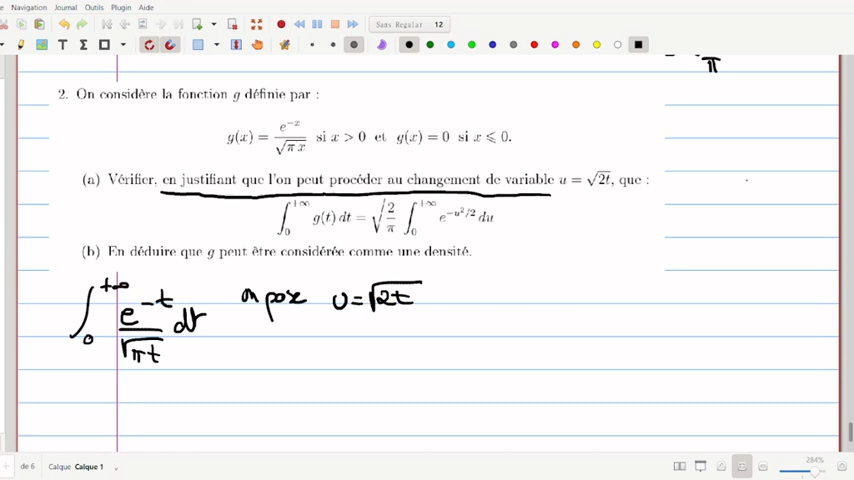 Navigation Journal Outils Plugin Aide
Sans Regular 12
π
2. On considère la fonction g définie par :
g(x) = e^{-x}/√(π x) si x > 0 et g(x) = 0 si x ⩽ 0.
(a) Vérifier, en justifiant que l'on peut procéder au changement de variable u = √2t, que :
∫_0^{+∞} g(t) dt = √(2/π) ∫_0^{+∞} e^{-u²/2} du
(b) En déduire que g peut être considérée comme une densité.
∫_0^{+∞} e^{-t}/√(πt) dt on pose u = √2t
de 6 Calque Calque 1 284%